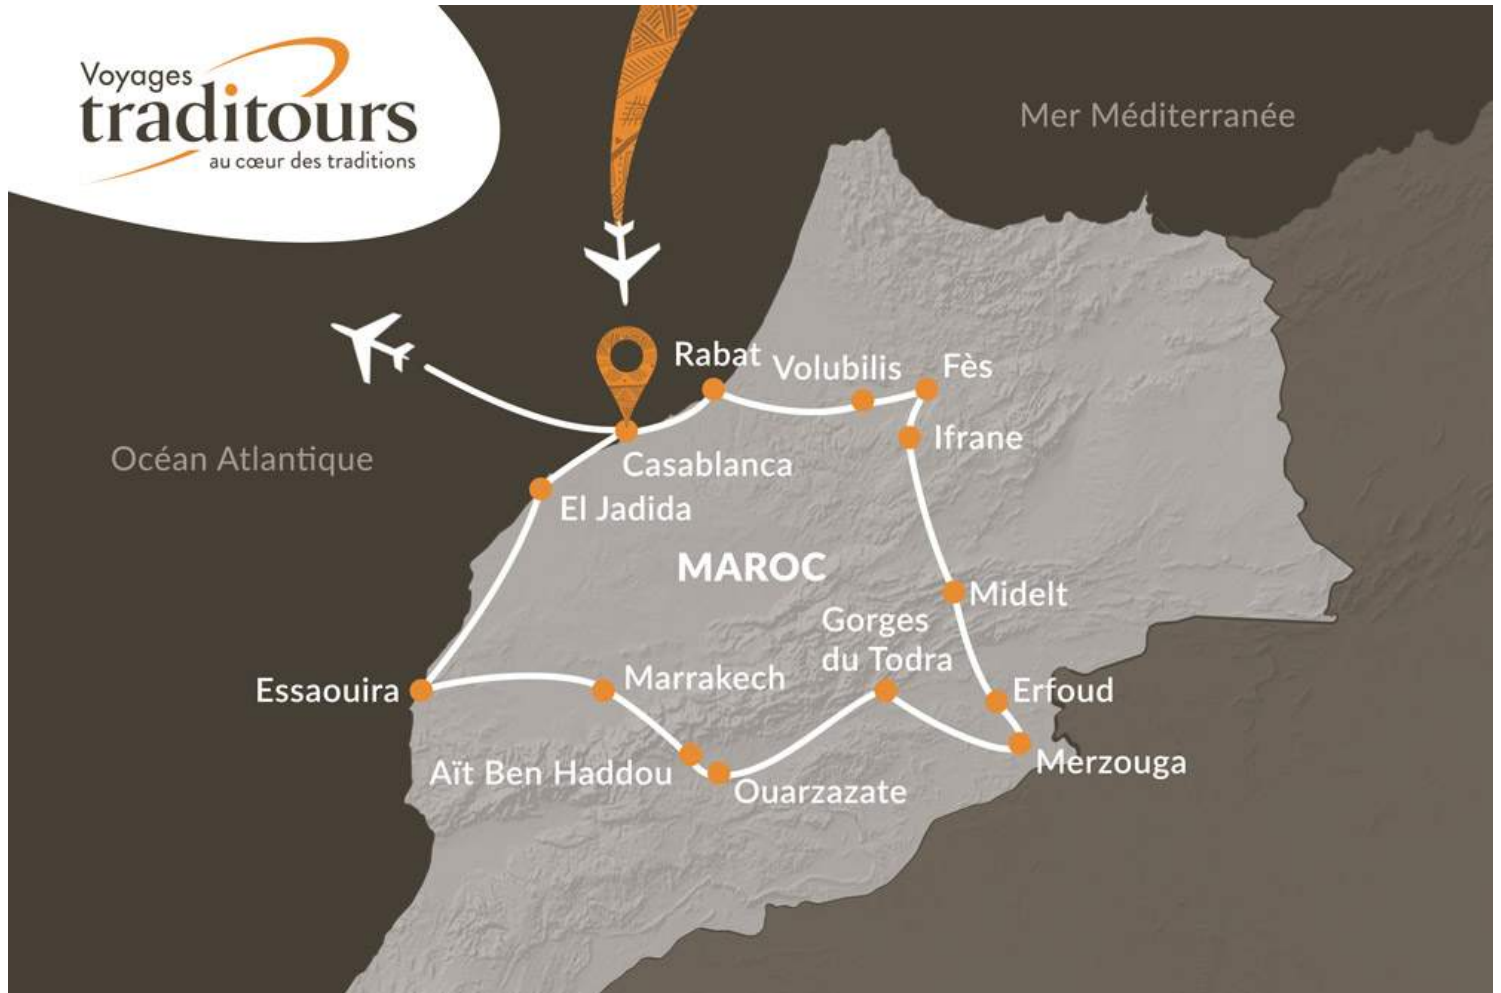 Voyages
traditours
au cœur des traditions
Mer Méditerranée
Rabat
Volubilis
Fès
Ifrane
Océan Atlantique
Casablanca
El Jadida
MAROC
Midelt
Gorges
du Todra
Essaouira
Marrakech
Erfoud
Aït Ben Haddou
Merzouga
Ouarzazate